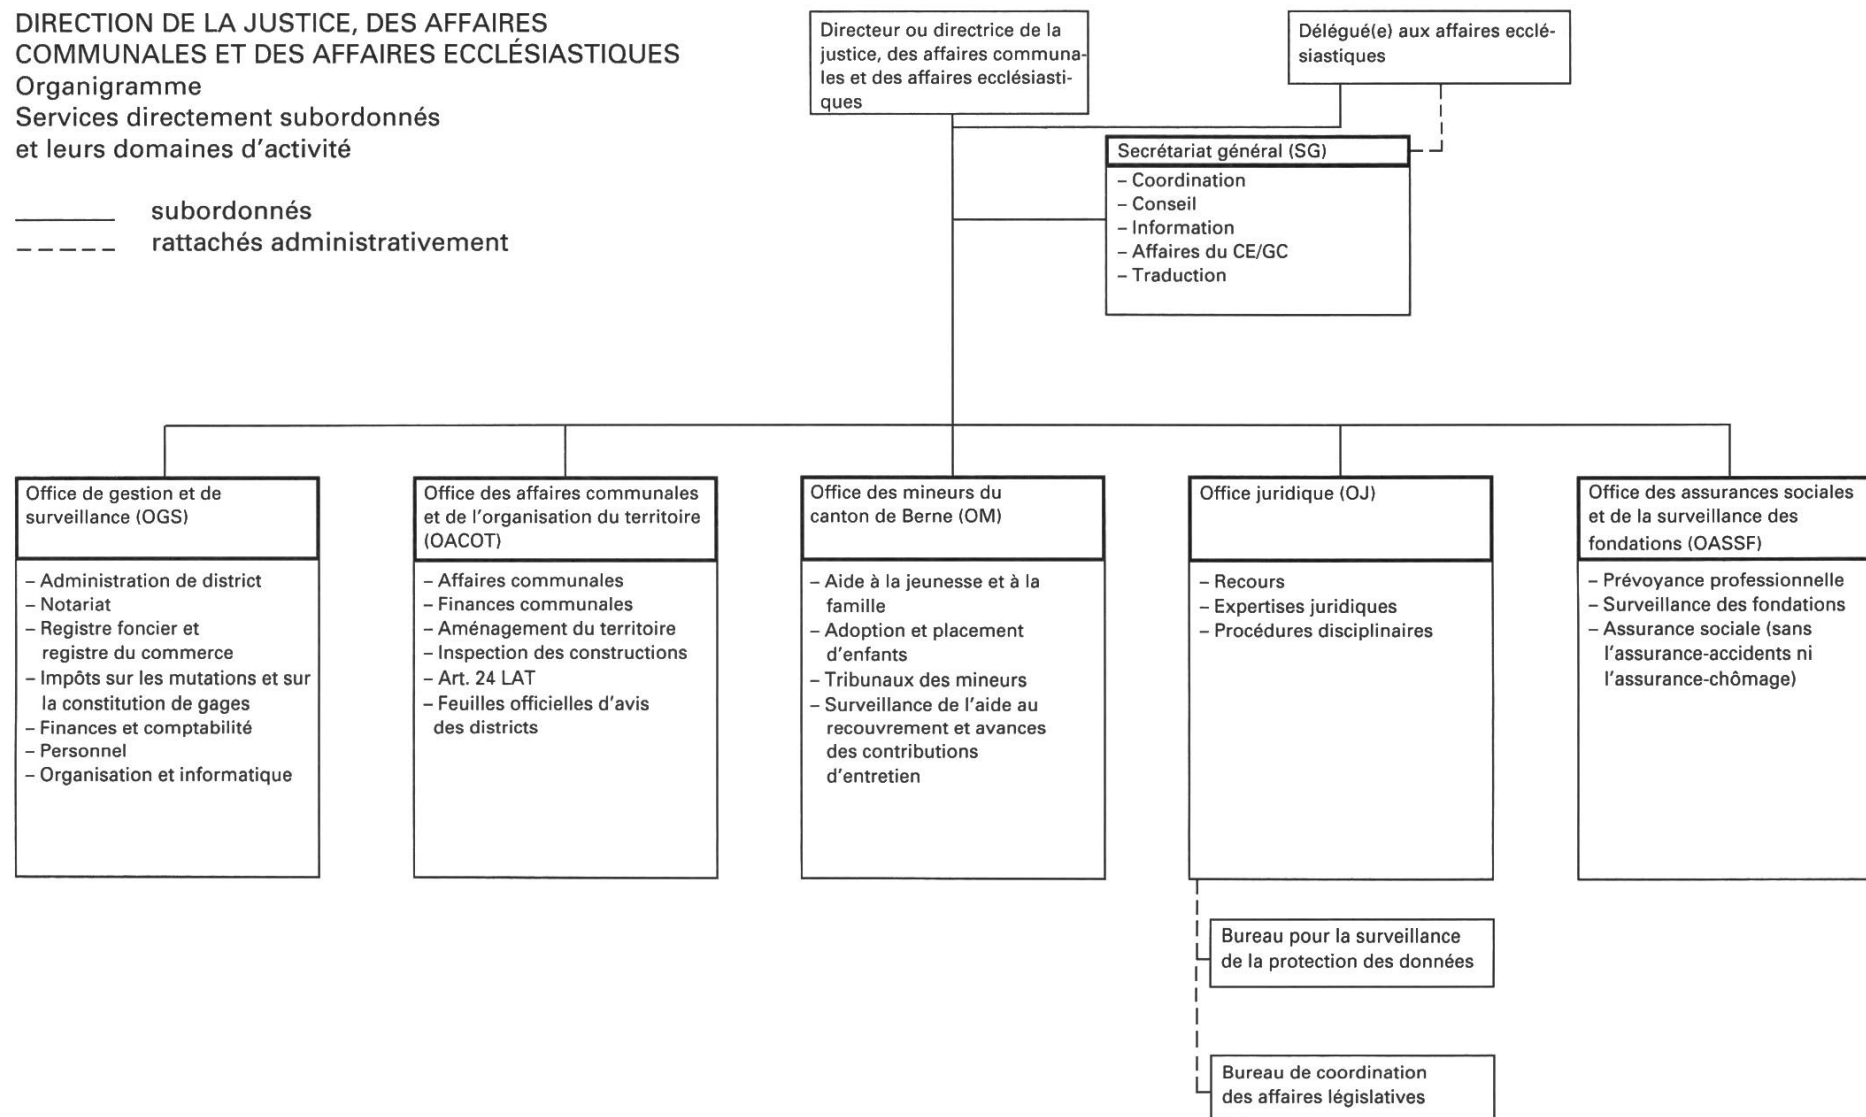 DIRECTION DE LA JUSTICE, DES AFFAIRES
COMMUNALES ET DES AFFAIRES ECCLÉSIASTIQUES
Organigramme
Services directement subordonnés
et leurs domaines d'activité
subordonnés
rattachés administrativement
Directeur ou directrice de la
justice, des affaires communa-
les et des affaires ecclésiasti-
ques
Délégué(e) aux affaires ecclé-
siastiques
Secrétariat général (SG)
– Coordination
– Conseil
– Information
– Affaires du CE/GC
– Traduction
Office de gestion et de
surveillance (OGS)
– Administration de district
– Notariat
– Registre foncier et
registre du commerce
– Impôts sur les mutations et sur
la constitution de gages
– Finances et comptabilité
– Personnel
– Organisation et informatique
Office des affaires communales
et de l'organisation du territoire
(OACOT)
– Affaires communales
– Finances communales
– Aménagement du territoire
– Inspection des constructions
– Art. 24 LAT
– Feuilles officielles d'avis
des districts
Office des mineurs du
canton de Berne (OM)
– Aide à la jeunesse et à la
famille
– Adoption et placement
d'enfants
– Tribunaux des mineurs
– Surveillance de l'aide au
recouvrement et avances
des contributions
d'entretien
Office juridique (OJ)
– Recours
– Expertises juridiques
– Procédures disciplinaires
Office des assurances sociales
et de la surveillance des
fondations (OASSF)
– Prévoyance professionnelle
– Surveillance des fondations
– Assurance sociale (sans
l'assurance-accidents ni
l'assurance-chômage)
Bureau pour la surveillance
de la protection des données
Bureau de coordination
des affaires législatives